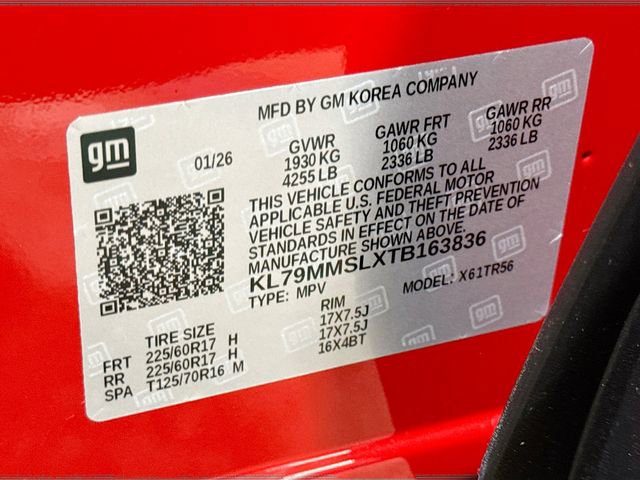 MFD BY GM KOREA COMPANY
gm
01/26
GVWR GAWR FRT GAWR RR
1930 KG 1060 KG 1060 KG
4255 LB 2336 LB 2336 LB
THIS VEHICLE CONFORMS TO ALL
APPLICABLE U.S. FEDERAL MOTOR
VEHICLE SAFETY AND THEFT PREVENTION
STANDARDS IN EFFECT ON THE DATE OF
MANUFACTURE SHOWN ABOVE.
KL79MMSLXTB163836
TYPE: MPV MODEL: X61TR56
TIRE SIZE RIM
FRT 225/60R17 H 17X7.5J
RR 225/60R17 H 17X7.5J
SPA T125/70R16 M 16X4BT